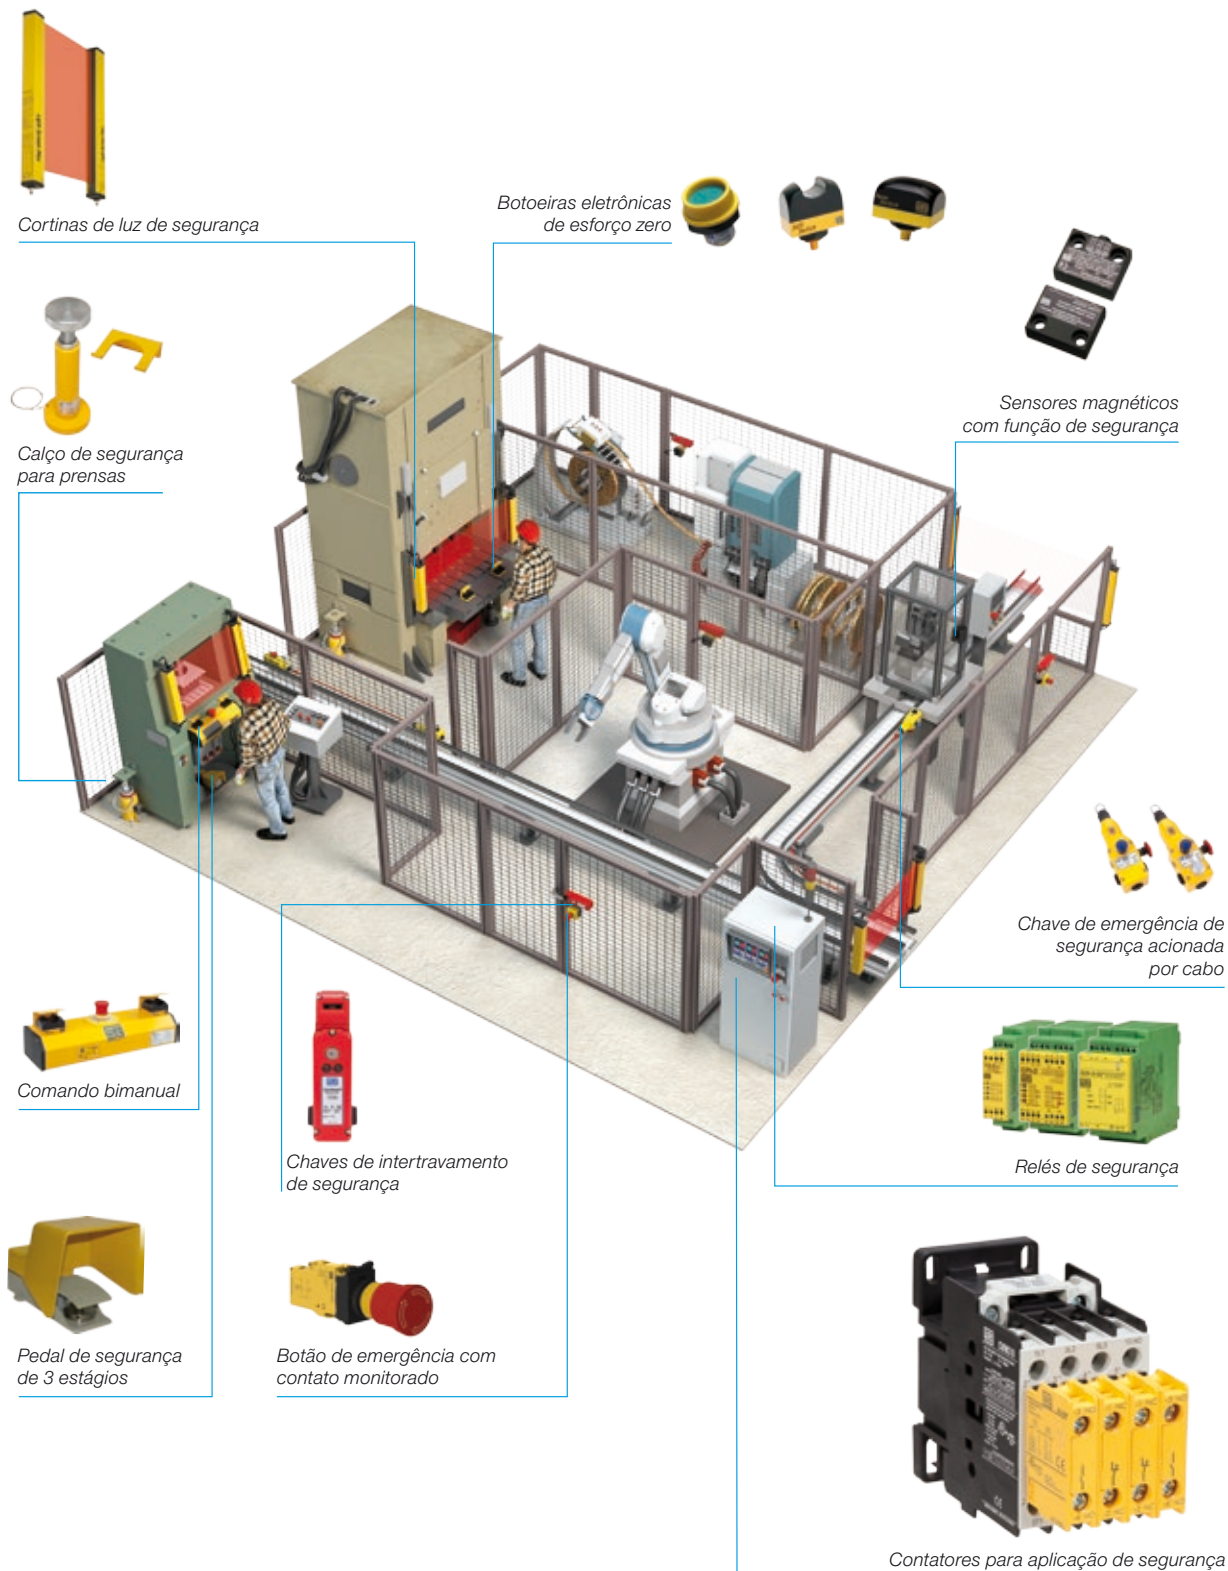 Cortinas de luz de segurança
Botoeiras eletrônicas
de esforço zero
Sensores magnéticos
com função de segurança
Calço de segurança
para prensas
Chave de emergência de
segurança acionada
por cabo
Comando bimanual
Chaves de intertravamento
de segurança
Relés de segurança
Pedal de segurança
de 3 estágios
Botão de emergência com
contato monitorado
Contatores para aplicação de segurança